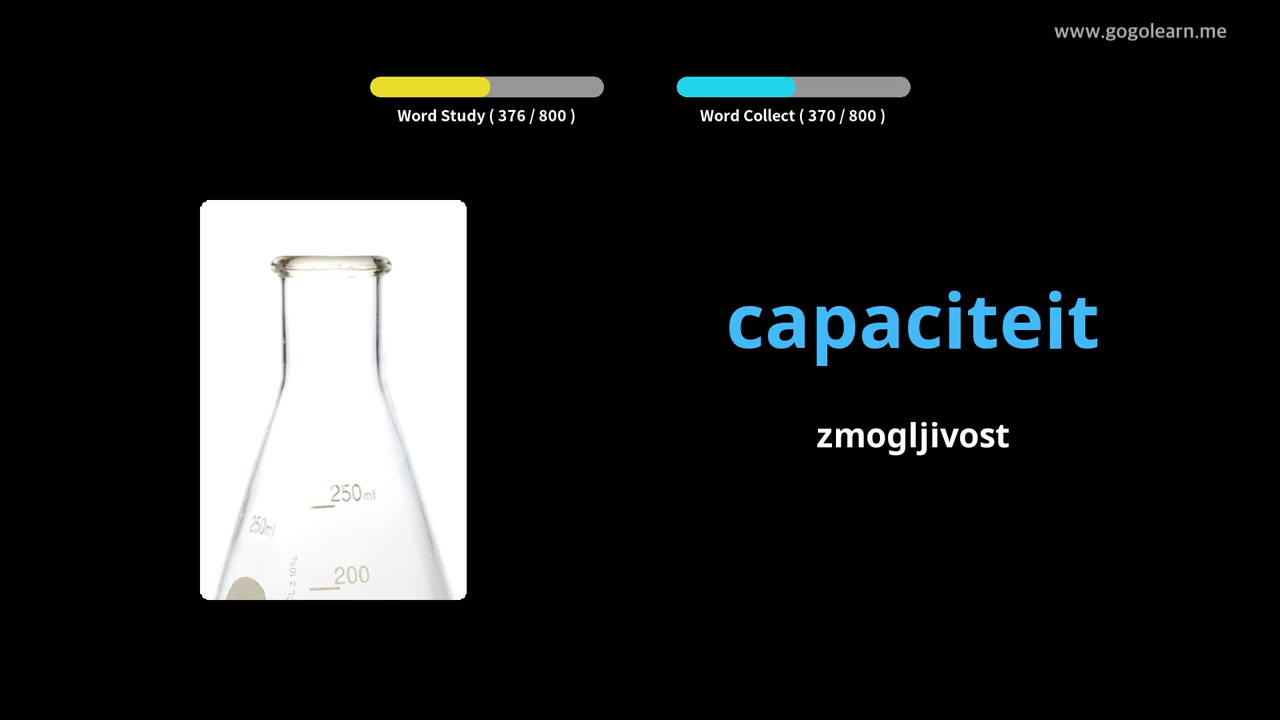 www.gogolearn.me
Word Study ( 376 / 800 )
Word Collect ( 370 / 800 )
capaciteit
zmogljivost
250ml
250ml
200